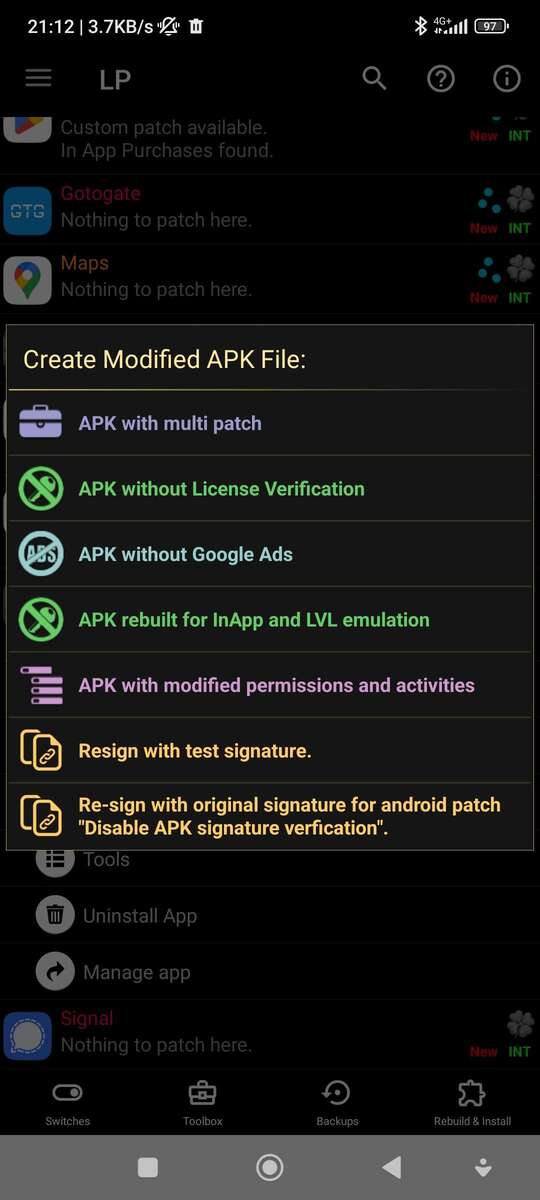 21:12 | 3.7KB/s
4G+
97
LP
Custom patch available.
In App Purchases found.
New INT
Gotogate
GTG
Nothing to patch here.
New INT
Maps
Nothing to patch here.
New INT
Create Modified APK File:
APK with multi patch
APK without License Verification
ADS
APK without Google Ads
APK rebuilt for InApp and LVL emulation
APK with modified permissions and activities
Resign with test signature.
Re-sign with original signature for android patch
"Disable APK signature verfication".
Tools
Uninstall App
Manage app
Signal
Nothing to patch here.
New INT
Switches
Toolbox
Backups
Rebuild & Install